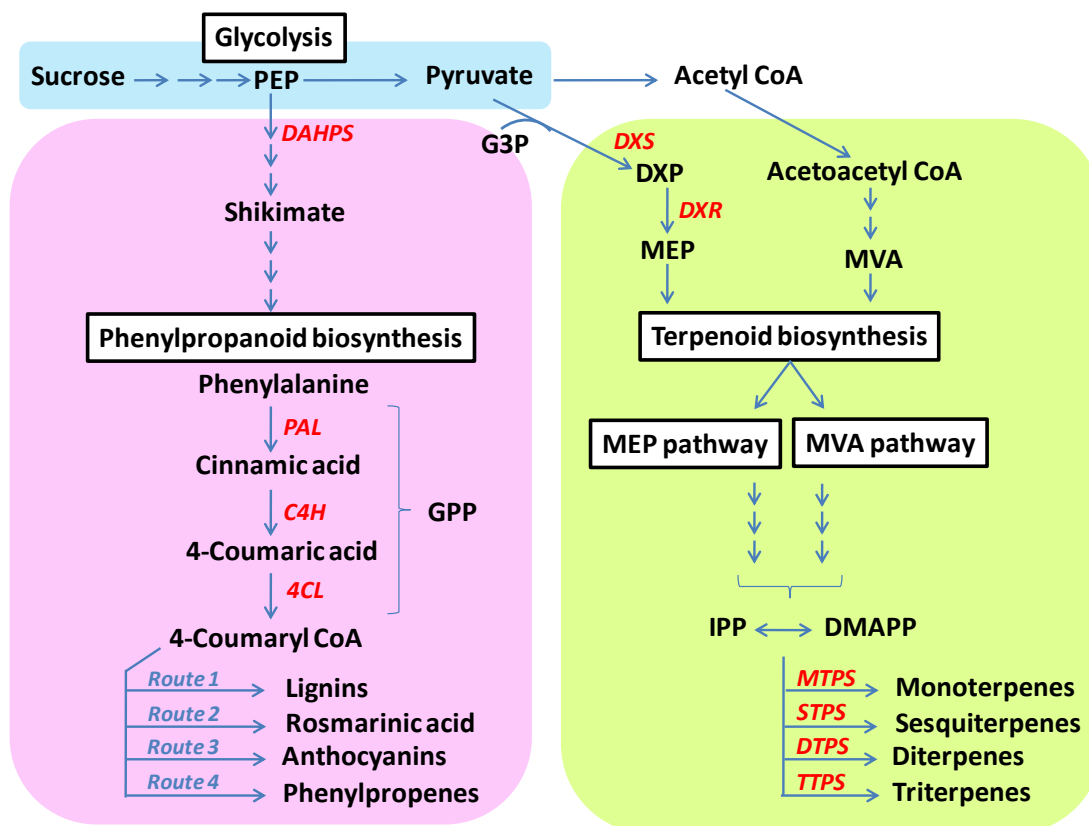 Glycolysis
Sucrose
PEP
Pyruvate
Acetyl CoA
DAHPS
G3P
DXS
DXP
Acetoacetyl CoA
Shikimate
DXR
MEP
MVA
Phenylpropanoid biosynthesis
Terpenoid biosynthesis
Phenylalanine
PAL
MEP pathway
MVA pathway
Cinnamic acid
C4H
GPP
4-Coumaric acid
4CL
4-Coumaryl CoA
IPP
DMAPP
Route 1
Lignins
Route 2
Rosmarinic acid
Route 3
Anthocyanins
Route 4
Phenylpropenes
MTPS
Monoterpenes
STPS
Sesquiterpenes
DTPS
Diterpenes
TTPS
Triterpenes